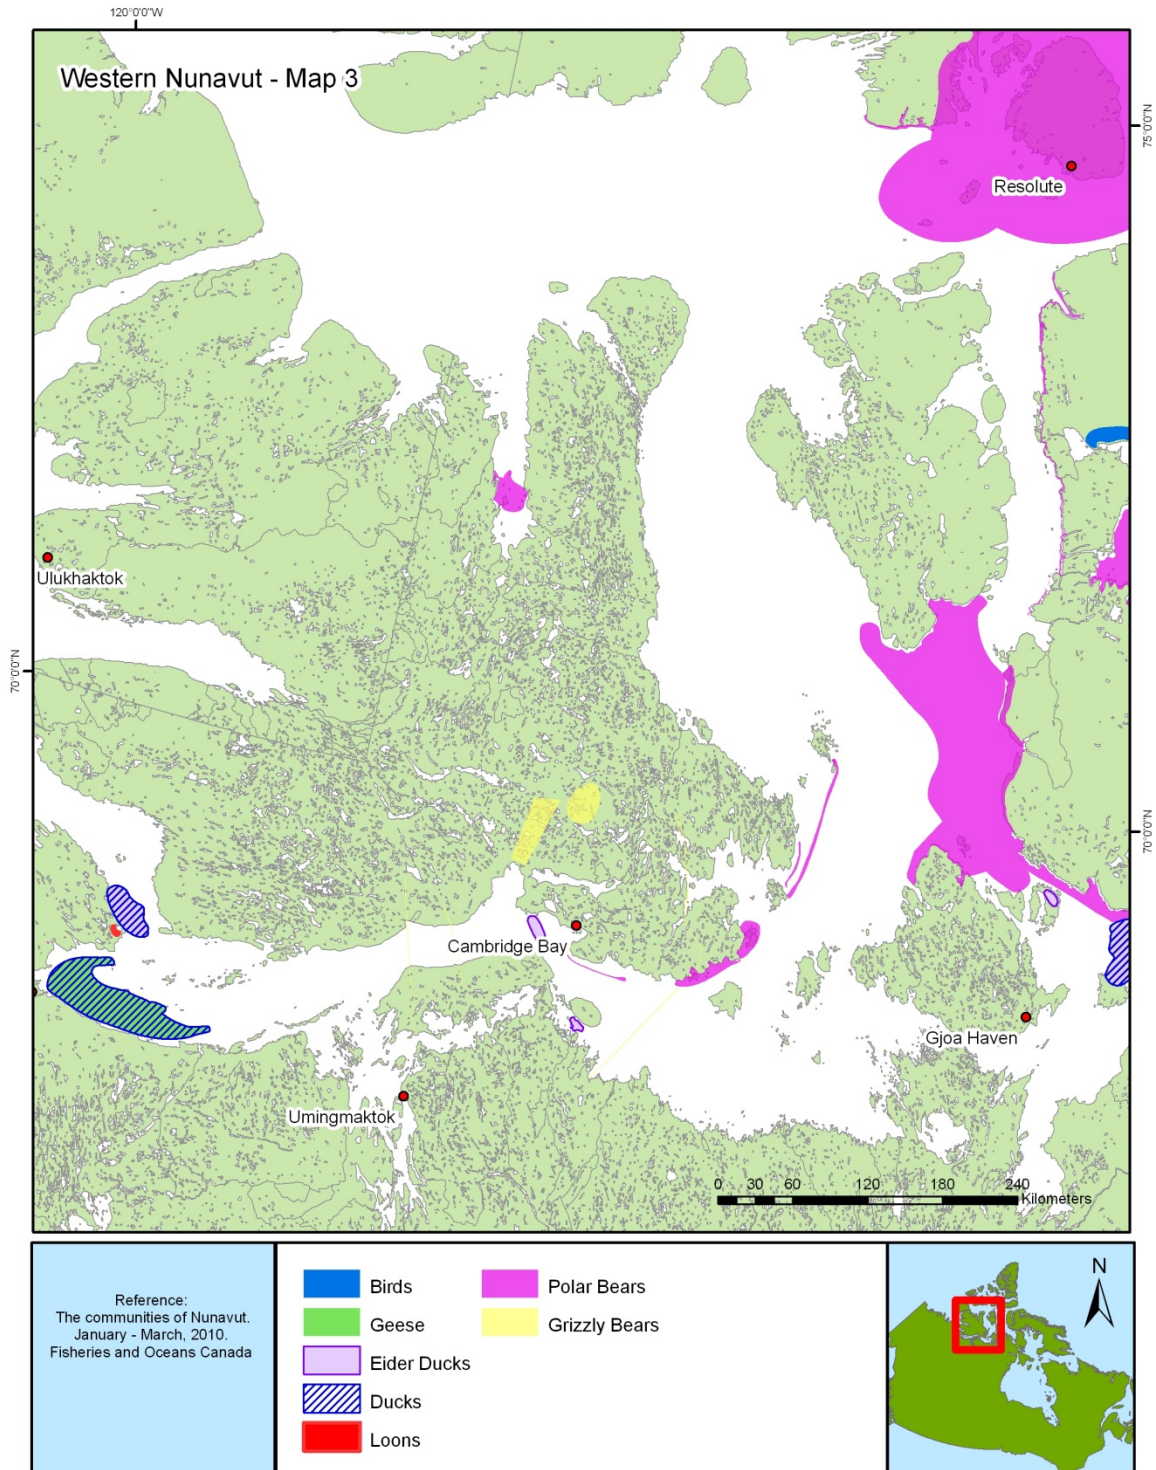 120°0'0"W
Western Nunavut - Map 3
75°0'0"N
Resolute
Ulukhaktok
70°0'0"N
70°0'0"N
Cambridge Bay
Gjoa Haven
Umingmaktok
0 30 60 120 180 240
Kilometers
Reference:
The communities of Nunavut.
January - March, 2010.
Fisheries and Oceans Canada
Birds
Geese
Eider Ducks
Ducks
Loons
Polar Bears
Grizzly Bears
N